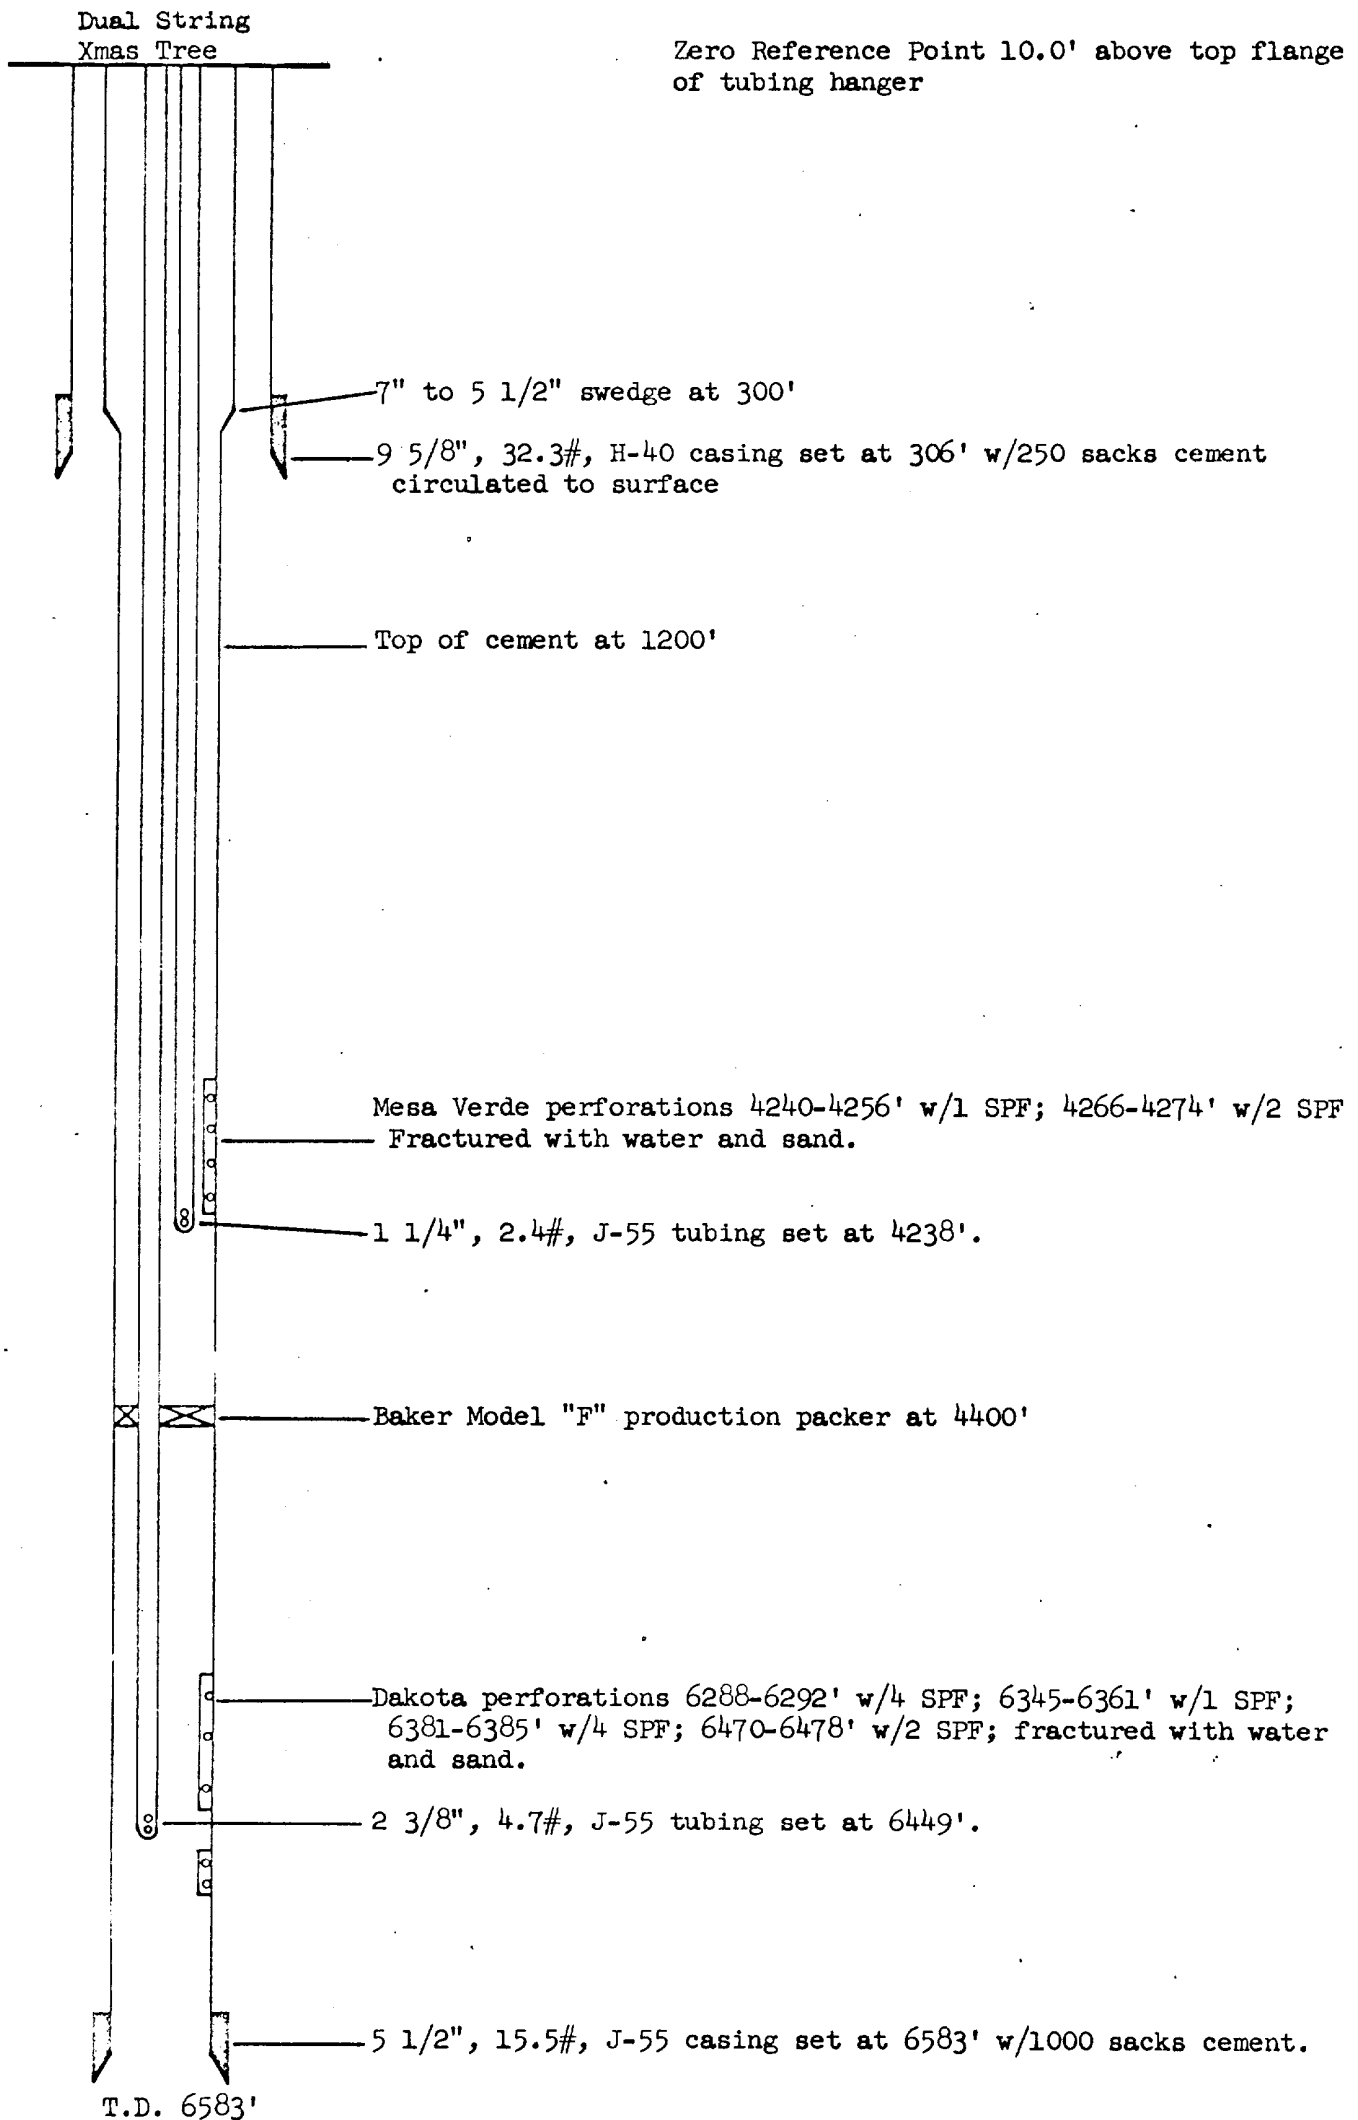 Dual String
Xmas Tree
Zero Reference Point 10.0' above top flange
of tubing hanger
7" to 5 1/2" swedge at 300'
9 5/8", 32.3#, H-40 casing set at 306' w/250 sacks cement
circulated to surface
Top of cement at 1200'
Mesa Verde perforations 4240-4256' w/1 SPF; 4266-4274' w/2 SPF
Fractured with water and sand.
1 1/4", 2.4#, J-55 tubing set at 4238'.
Baker Model "F" production packer at 4400'
Dakota perforations 6288-6292' w/4 SPF; 6345-6361' w/1 SPF;
6381-6385' w/4 SPF; 6470-6478' w/2 SPF; fractured with water
and sand.
2 3/8", 4.7#, J-55 tubing set at 6449'.
5 1/2", 15.5#, J-55 casing set at 6583' w/1000 sacks cement.
T.D. 6583'